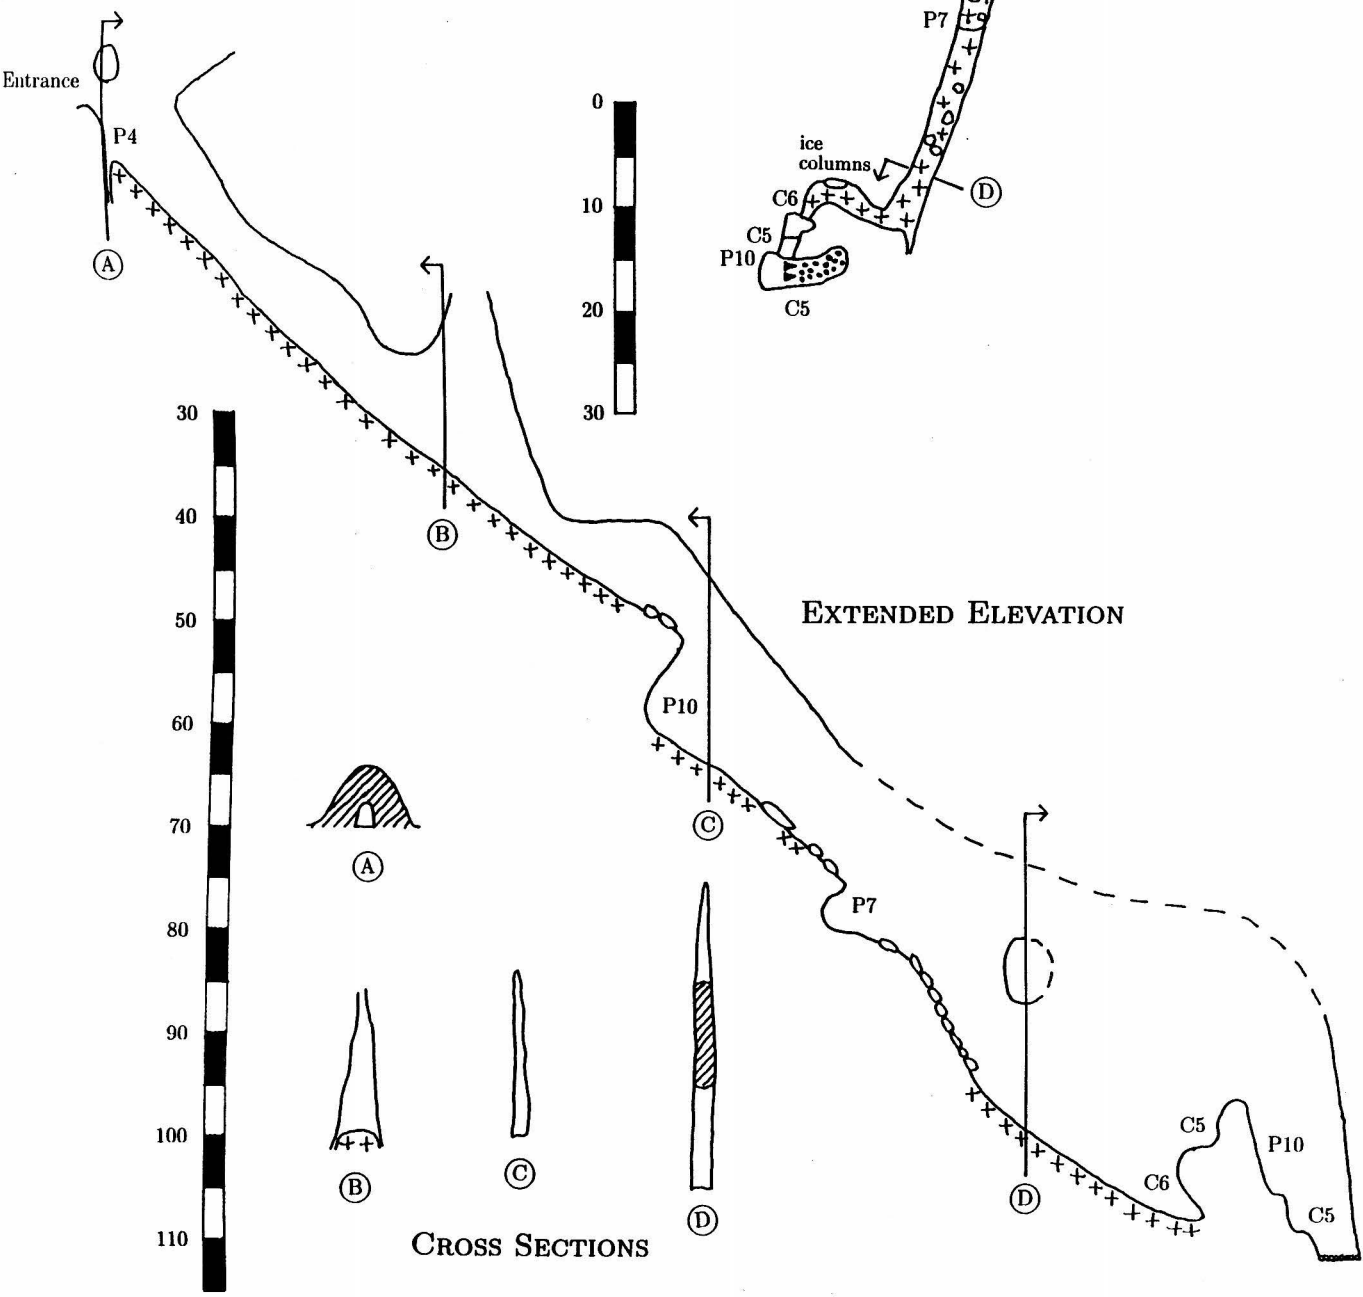 P7
Entrance
P4
A
0
10
20
30
ice
columns
D
C6
C5
P10
C5
B
30
40
50
60
70
80
90
100
110
EXTENDED ELEVATION
P10
C
P7
D
C5
P10
C6
C5
A
B
C
D
CROSS SECTIONS